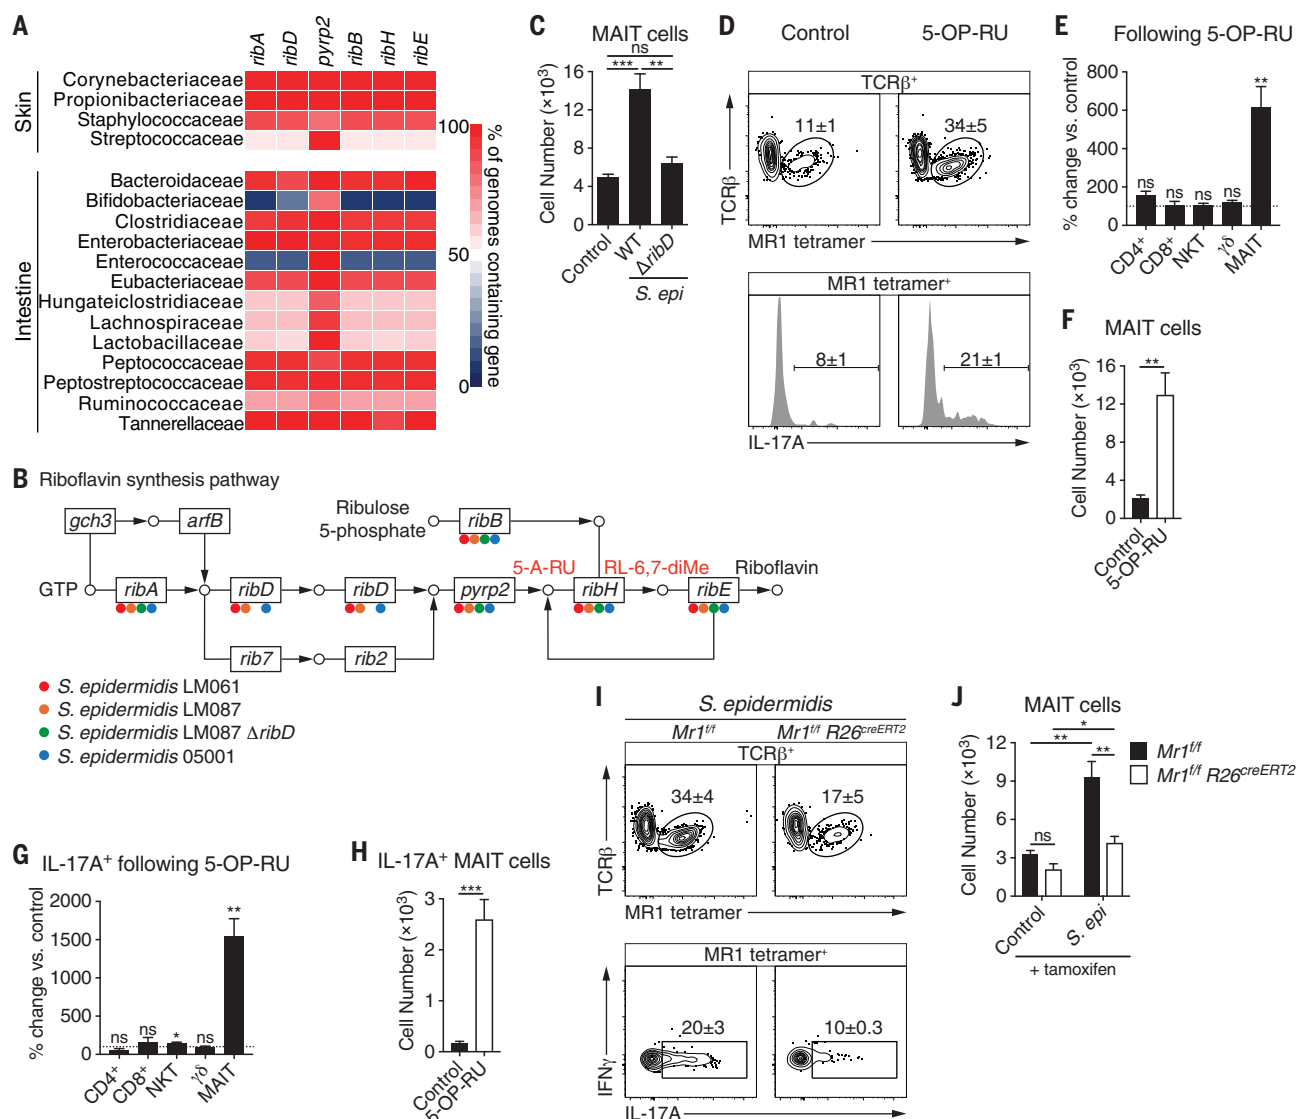 A
ribA ribD pyrp2 ribB ribH ribE
Skin
Corynebacteriaceae
Propionibacteriaceae
Staphylococcaceae
Streptococcaceae
Intestine
Bacteroidaceae
Bifidobacteriaceae
Clostridiaceae
Enterobacteriaceae
Enterococcaceae
Eubacteriaceae
Hungateiclostridiaceae
Lachnospiraceae
Lactobacillaceae
Peptococcaceae
Peptostreptococcaceae
Ruminococcaceae
Tannerellaceae
100
50
0
% of genomes containing gene
C
MAIT cells
ns
*** **
16
12
8
4
0
Cell Number (×10³)
Control WT ΔribD
S. epi
D
Control 5-OP-RU
TCRβ⁺
11±1 34±5
TCRβ
MR1 tetramer
MR1 tetramer⁺
8±1 21±1
IL-17A
E
Following 5-OP-RU
% change vs. control
800
600
400
200
0
ns ns ns ns **
CD4⁺ CD8⁺ NKT γδ MAIT
F
MAIT cells
**
Cell Number (×10³)
16
12
8
4
0
Control 5-OP-RU
B Riboflavin synthesis pathway
gch3 arfB
Ribulose
5-phosphate
ribB
5-A-RU RL-6,7-diMe Riboflavin
GTP ribA ribD ribD pyrp2 ribH ribE
rib7 rib2
S. epidermidis LM061
S. epidermidis LM087
S. epidermidis LM087 ΔribD
S. epidermidis 05001
G
IL-17A⁺ following 5-OP-RU
% change vs. control
2000
1500
1000
500
0
ns ns * ns **
CD4⁺ CD8⁺ NKT γδ MAIT
H
IL-17A⁺ MAIT cells
***
Cell Number (×10³)
3
2
1
0
Control 5-OP-RU
I
S. epidermidis
Mr1f/f Mr1f/f R26creERT2
TCRβ⁺
34±4 17±5
TCRβ
MR1 tetramer
MR1 tetramer⁺
20±3 10±0.3
IFNγ
IL-17A
J
MAIT cells
*
**
**
ns
Cell Number (×10³)
12
9
6
3
0
Control S. epi
+ tamoxifen
Mr1f/f
Mr1f/f R26creERT2